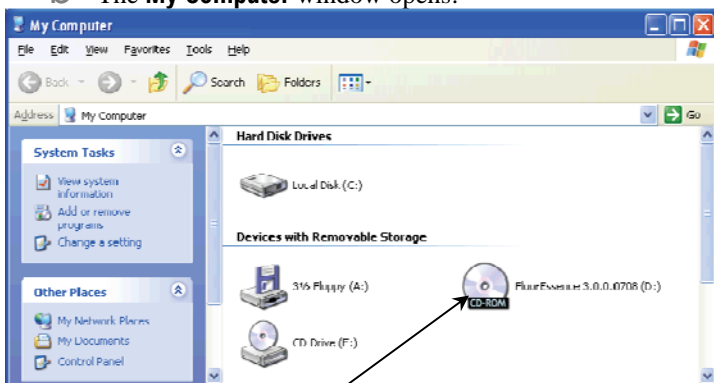 The My Computer window opens.
My Computer
File Edit View Favorites Tools Help
Back Search Folders
Address My Computer Go
System Tasks
View system
information
Add or remove
programs
Change a setting
Other Places
My Network Places
My Documents
Control Panel
Hard Disk Drives
Local Disk (C:)
Devices with Removable Storage
3½ Floppy (A:)
CD-ROM
FluorEssence 3.0.0.0708 (D:)
CD Drive (E:)